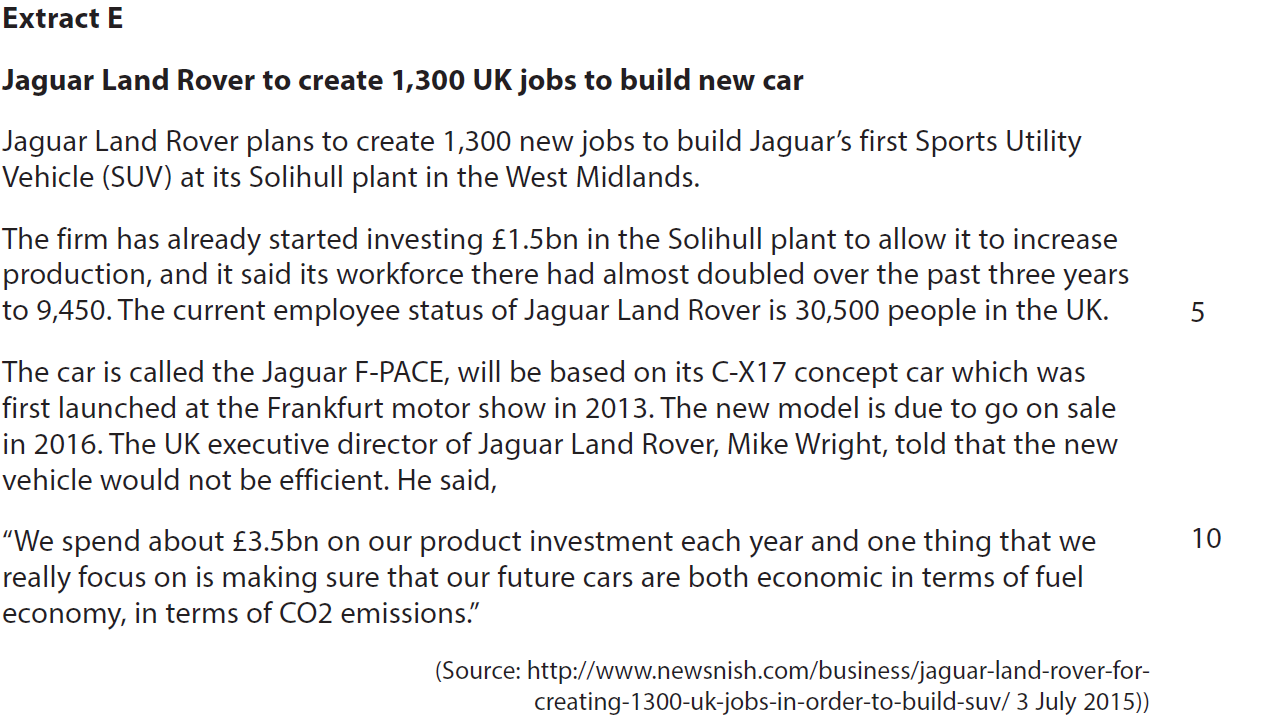 Extract E
Jaguar Land Rover to create 1,300 UK jobs to build new car
Jaguar Land Rover plans to create 1,300 new jobs to build Jaguar’s first Sports Utility
Vehicle (SUV) at its Solihull plant in the West Midlands.
The firm has already started investing £1.5bn in the Solihull plant to allow it to increase
production, and it said its workforce there had almost doubled over the past three years
to 9,450. The current employee status of Jaguar Land Rover is 30,500 people in the UK. 5
The car is called the Jaguar F-PACE, will be based on its C-X17 concept car which was
first launched at the Frankfurt motor show in 2013. The new model is due to go on sale
in 2016. The UK executive director of Jaguar Land Rover, Mike Wright, told that the new
vehicle would not be efficient. He said,
“We spend about £3.5bn on our product investment each year and one thing that we 10
really focus on is making sure that our future cars are both economic in terms of fuel
economy, in terms of CO2 emissions.”
(Source: http://www.newsnish.com/business/jaguar-land-rover-for-
creating-1300-uk-jobs-in-order-to-build-suv/ 3 July 2015))